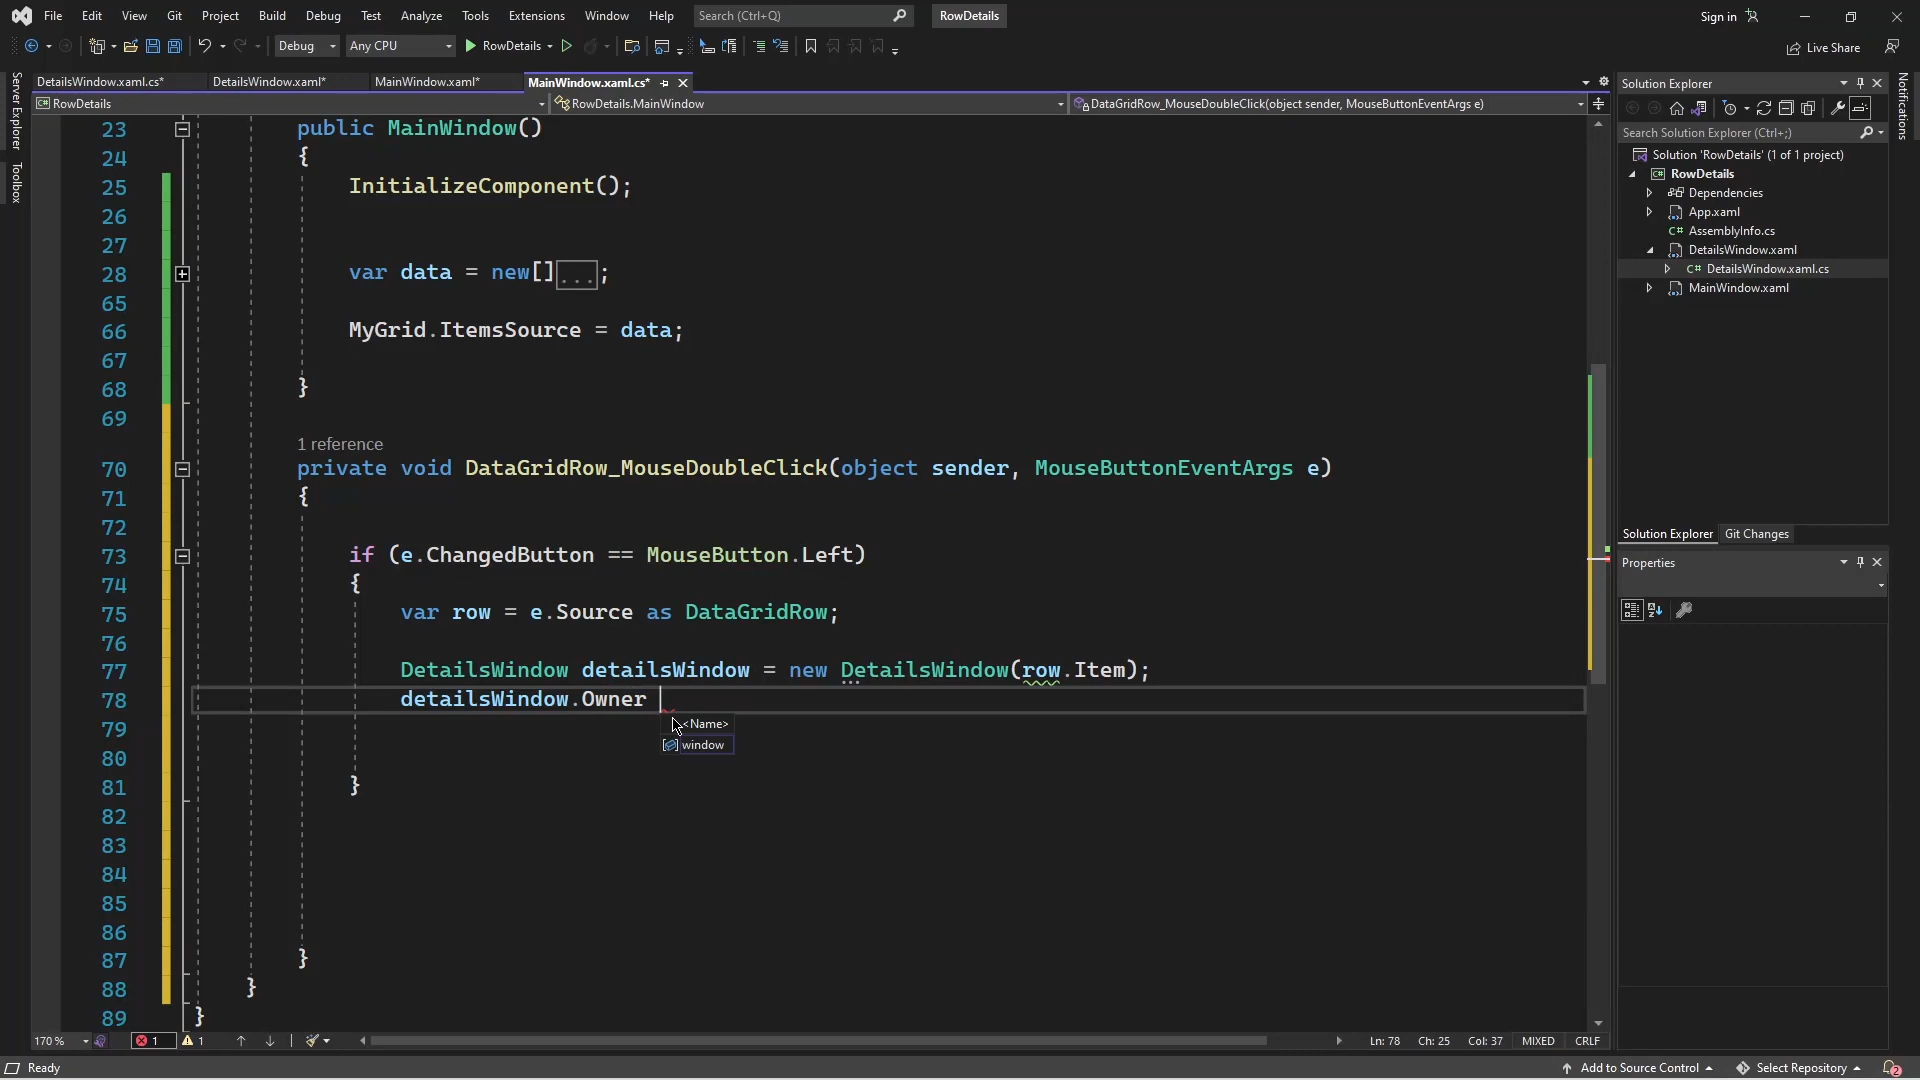 File Edit View Git Project Build Debug Test Analyze Tools Extensions Window Help Search (Ctrl+Q) RowDetails Sign in
Debug Any CPU RowDetails Live Share
DetailsWindow.xaml.cs* DetailsWindow.xaml* MainWindow.xaml* MainWindow.xaml.cs*
RowDetails RowDetails.MainWindow DataGridRow_MouseDoubleClick(object sender, MouseButtonEventArgs e)
Server Explorer
Toolbox
23 public MainWindow()
24 {
25 InitializeComponent();
26
27
28 var data = new[]...;
65
66 MyGrid.ItemsSource = data;
67
68 }
69
1 reference
70 private void DataGridRow_MouseDoubleClick(object sender, MouseButtonEventArgs e)
71 {
72
73 if (e.ChangedButton == MouseButton.Left)
74 {
75 var row = e.Source as DataGridRow;
76
77 DetailsWindow detailsWindow = new DetailsWindow(row.Item);
78 detailsWindow.Owner
<Name>
window
79
80
81 }
82
83
84
85
86
87 }
88 }
89 }
170 % 1 1 Ln: 78 Ch: 25 Col: 37 MIXED CRLF
Solution Explorer
Search Solution Explorer (Ctrl+;)
Solution 'RowDetails' (1 of 1 project)
C# RowDetails
Dependencies
App.xaml
C# AssemblyInfo.cs
DetailsWindow.xaml
C# DetailsWindow.xaml.cs
MainWindow.xaml
Solution Explorer Git Changes
Properties
Notifications
Ready Add to Source Control Select Repository 2